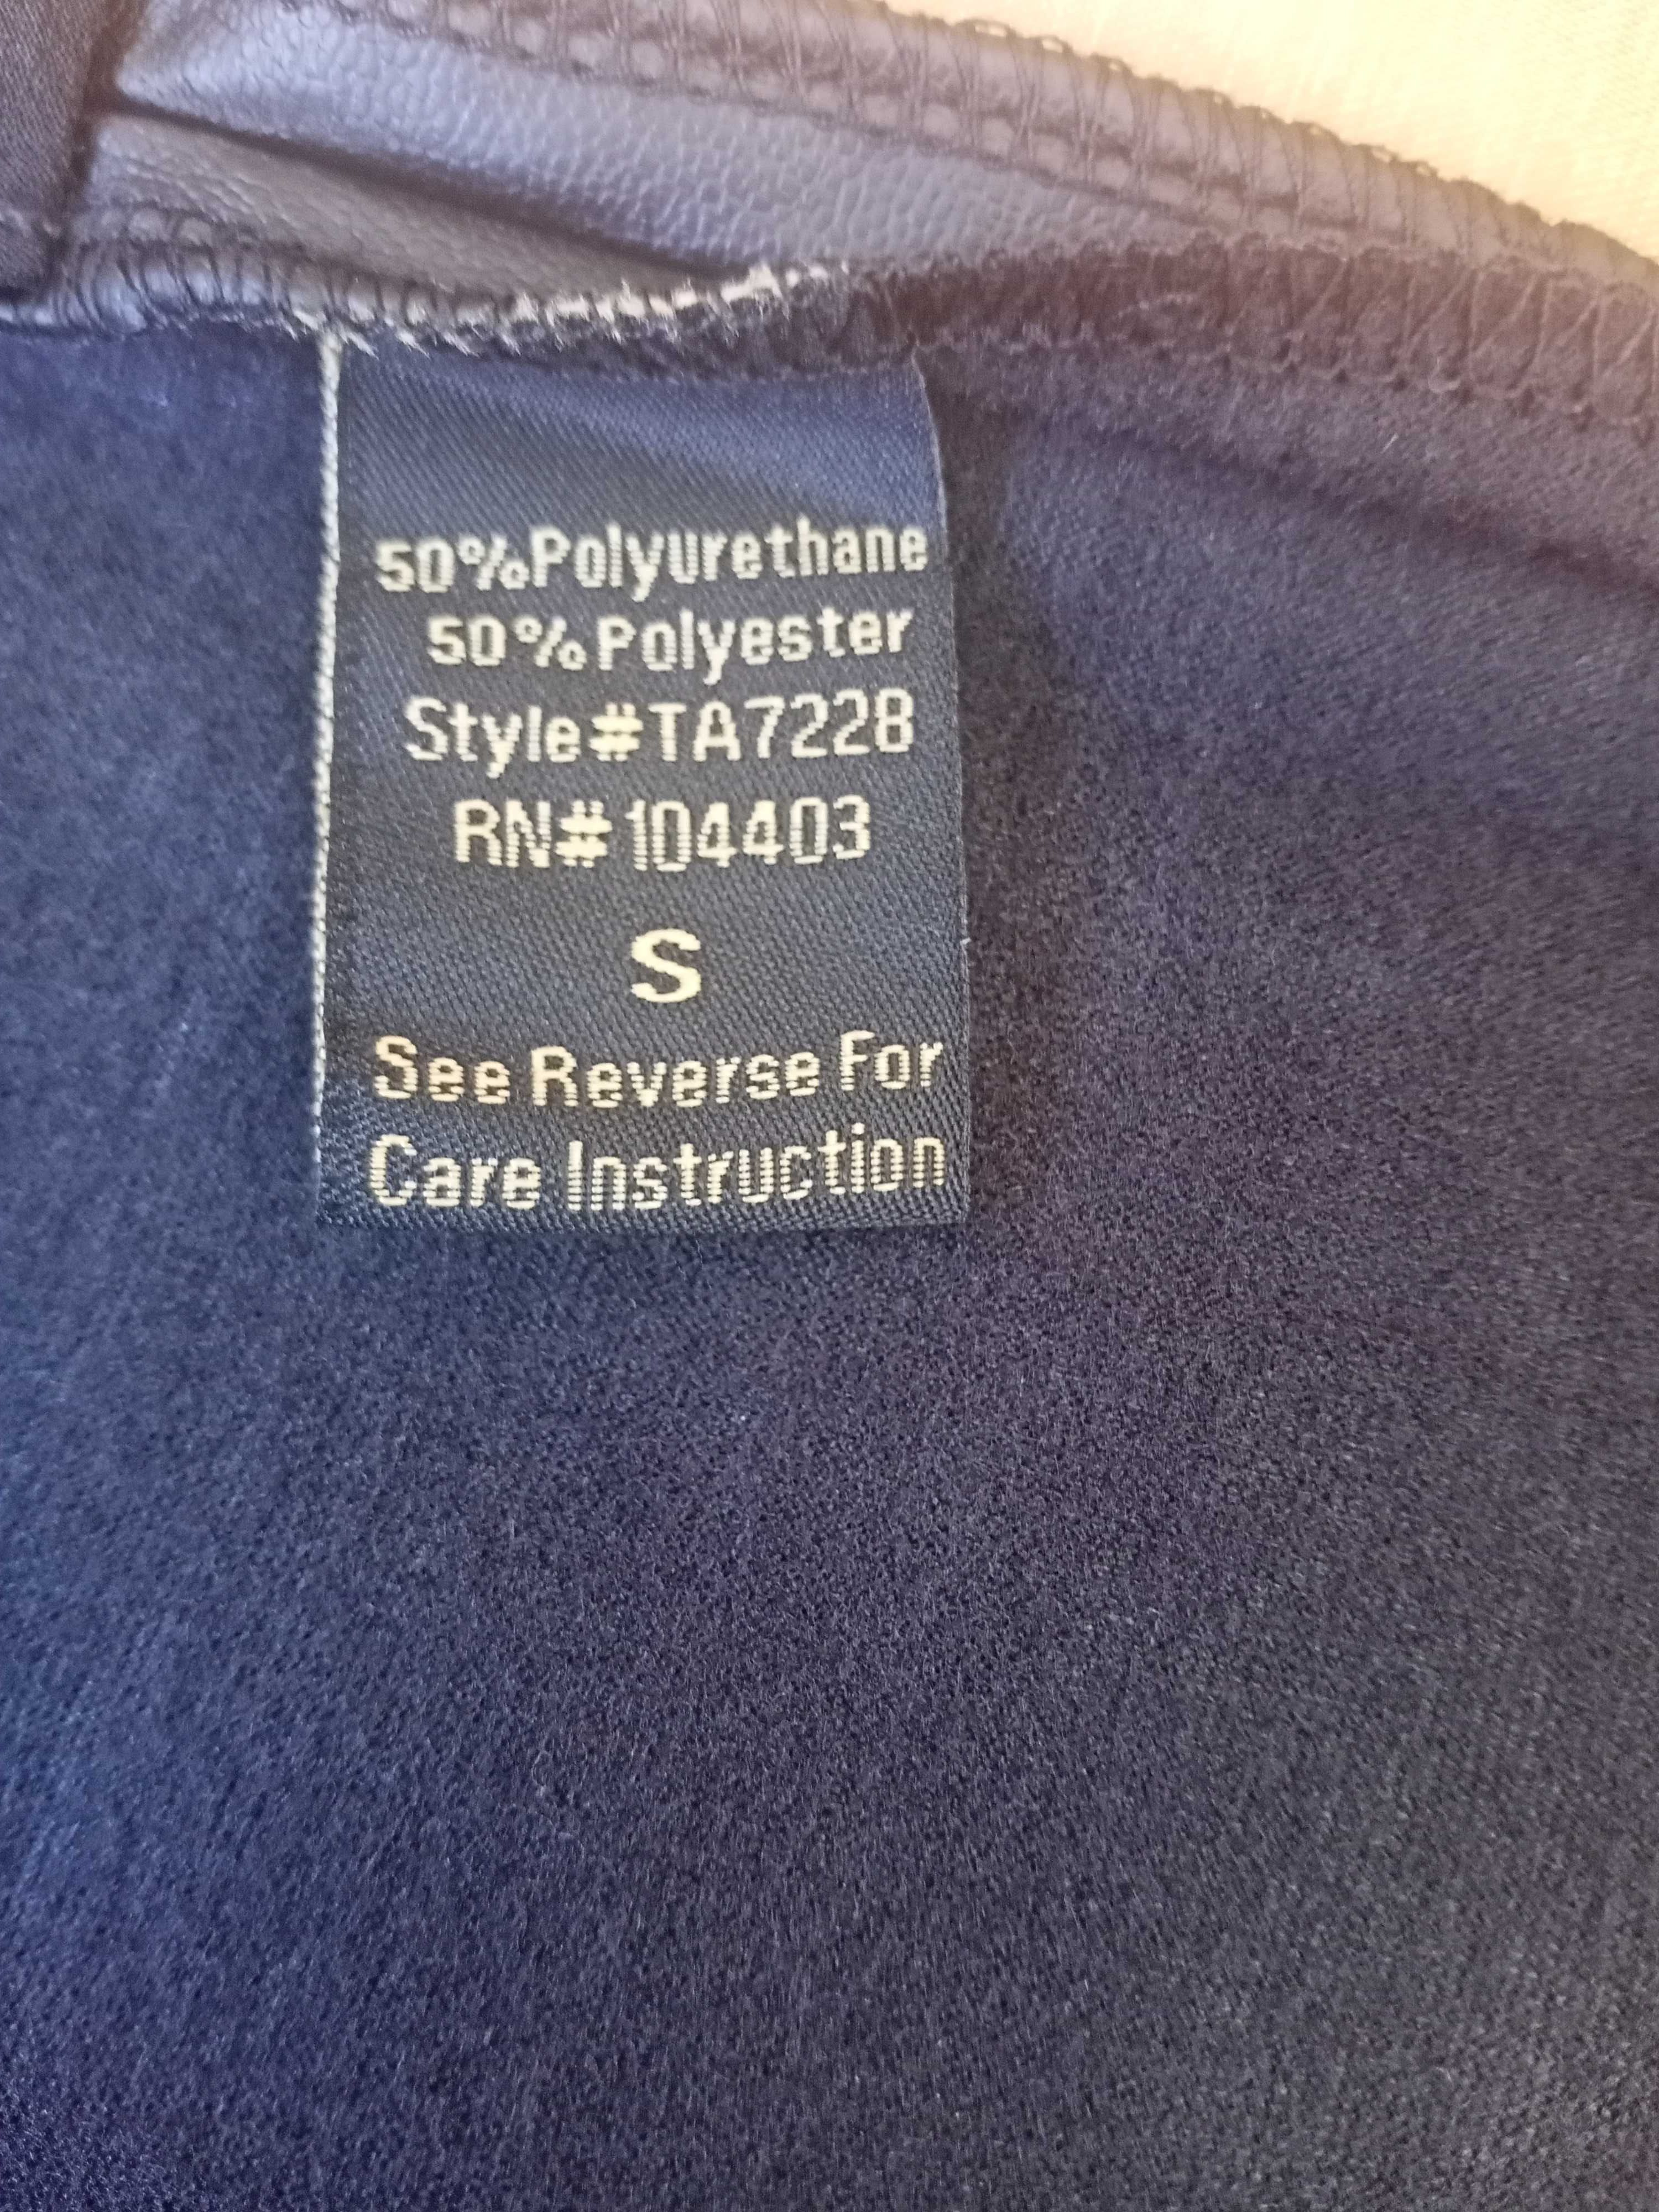 50%Polyurethane
50%Polyester
Style#TA7228
RN#104403
S
See Reverse For
Care Instruction